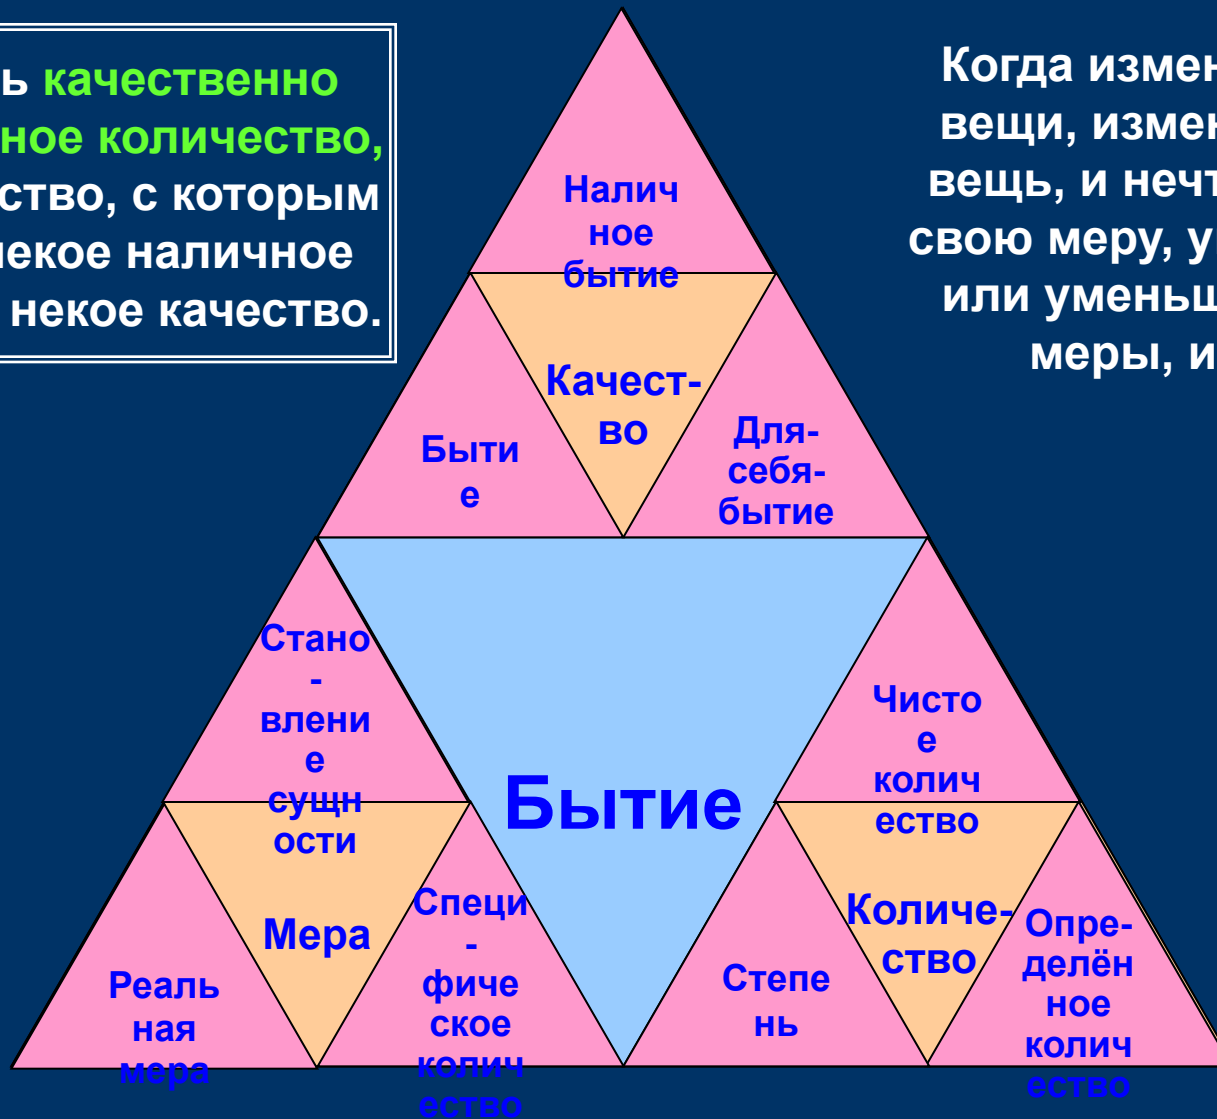 ь качественно
ное количество,
ство, с которым
некое наличное
некое качество.
Когда измен
вещи, измен
вещь, и нечт
свою меру, у
или уменьш
меры, и
Налич
ное
бытие
Качест-
во
Быти
е
Для-
себя-
бытие
Стано
-
влени
е
сущн
ости
Чисто
е
колич
ество
Бытие
Мера
Реаль
ная
мера
Специ
-
фиче
ское
колич
ество
Количе-
ство
Степе
нь
Опре-
делён
ное
колич
ество